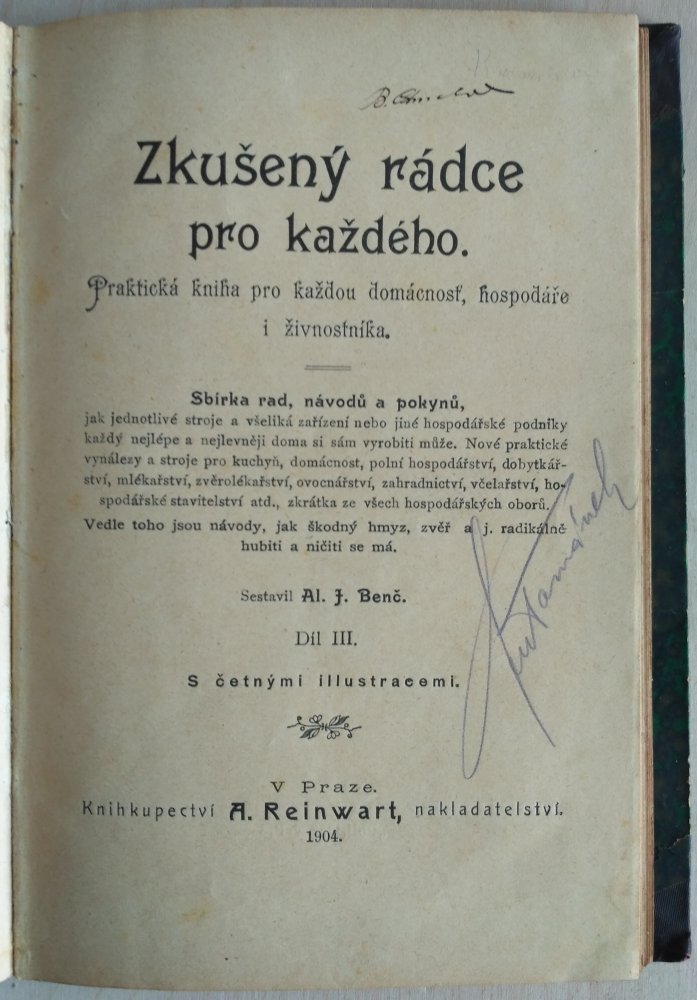 Zkušený rádce
pro každého.
Praktická kniha pro každou domácnosť, hospodáře
i živnostníka.
Sbírka rad, návodů a pokynů,
jak jednotlivé stroje a všeliká zařízení nebo jiné hospodářské podniky
každý nejlépe a nejlevněji doma si sám vyrobiti může. Nové praktické
vynálezy a stroje pro kuchyň, domácnost, polní hospodářství, dobytkář-
ství, mlékařství, zvěrolékařství, ovocnářství, zahradnictví, včelařství, ho-
spodářské stavitelství atd., zkrátka ze všech hospodářských oborů.
Vedle toho jsou návody, jak škodný hmyz, zvěř a j. radikálně
hubiti a ničiti se má.
Sestavil Al. J. Benč.
Díl III.
S četnými illustracemi.
V Praze.
Knihkupectví A. Reinwart, nakladatelství.
1904.